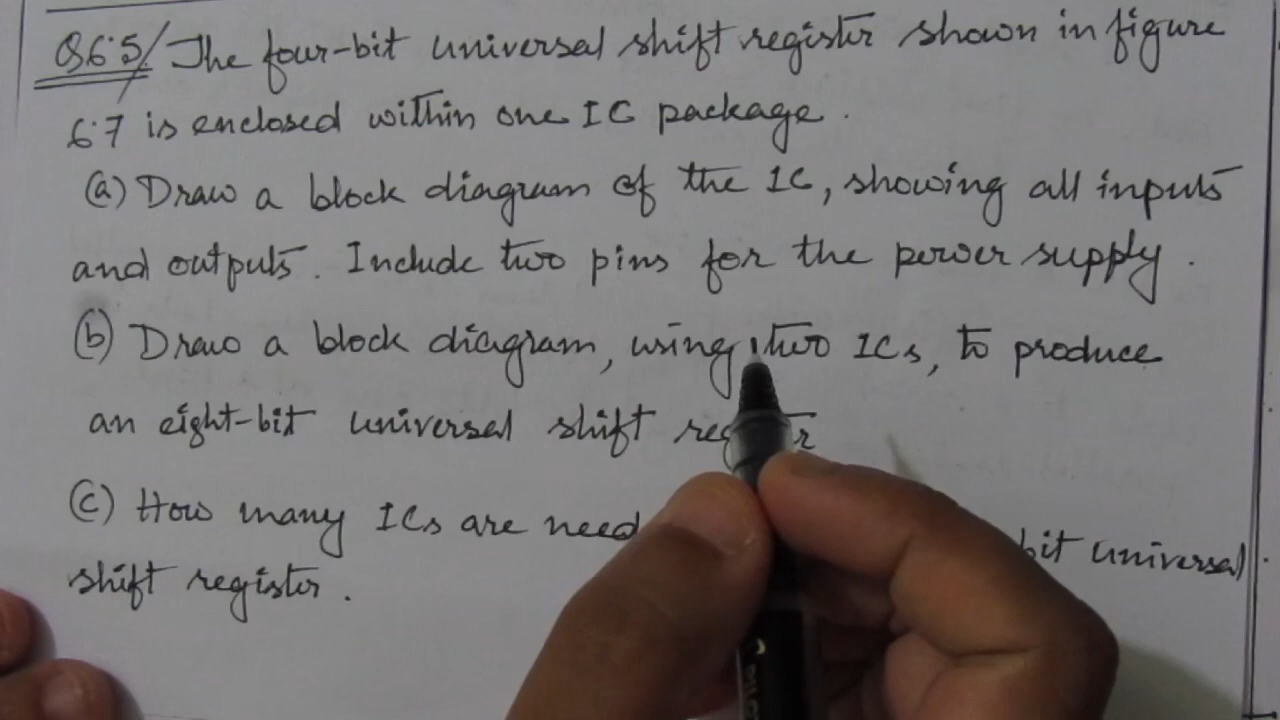 Q6.5/ The four-bit universal shift register shown in figure
6.7 is enclosed within one IC package.
(a) Draw a block diagram of the IC, showing all inputs
and outputs. Include two pins for the power supply.
(b) Draw a block diagram, using two ICs, to produce
an eight-bit universal shift
(c) How many ICs are need bit universal
shift register.